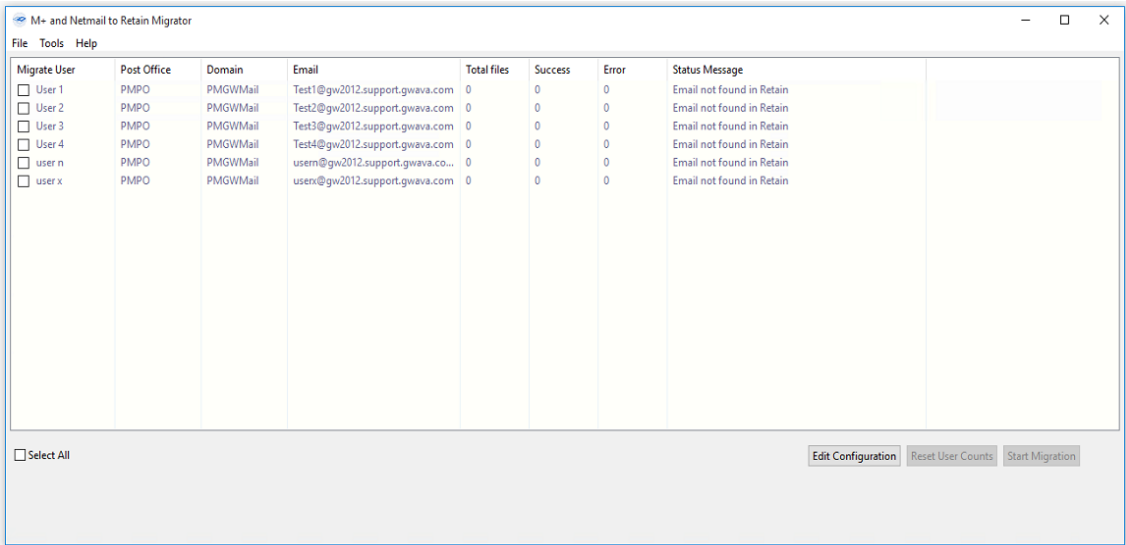 M+ and Netmail to Retain Migrator
File Tools Help
Migrate User Post Office Domain Email Total files Success Error Status Message
User 1 PMPO PMGWMail Test1@gw2012.support.gwava.com 0 0 0 Email not found in Retain
User 2 PMPO PMGWMail Test2@gw2012.support.gwava.com 0 0 0 Email not found in Retain
User 3 PMPO PMGWMail Test3@gw2012.support.gwava.com 0 0 0 Email not found in Retain
User 4 PMPO PMGWMail Test4@gw2012.support.gwava.com 0 0 0 Email not found in Retain
user n PMPO PMGWMail usern@gw2012.support.gwava.co... 0 0 0 Email not found in Retain
user x PMPO PMGWMail userx@gw2012.support.gwava.com 0 0 0 Email not found in Retain
Select All Edit Configuration Reset User Counts Start Migration